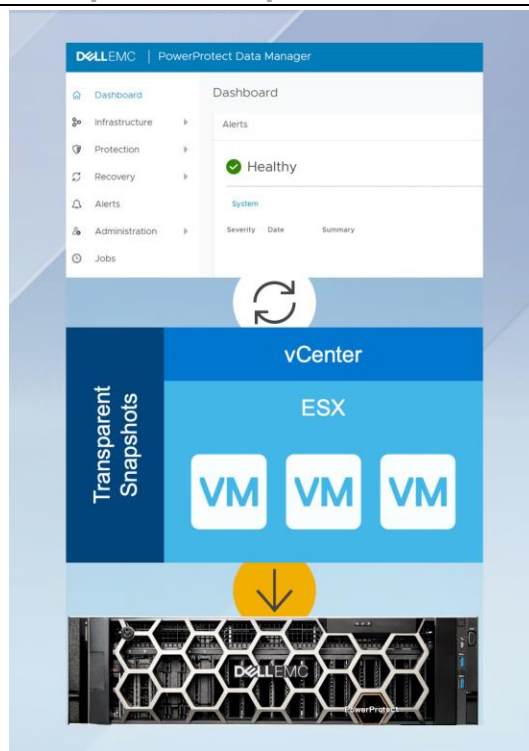 DELLEMC | PowerProtect Data Manager
Dashboard
Infrastructure
Protection
Recovery
Alerts
Administration
Jobs
Dashboard
Alerts
Healthy
System
Severity Date Summary
Transparent
Snapshots
vCenter
ESX
VM VM VM
DELLEMC
PowerProtect